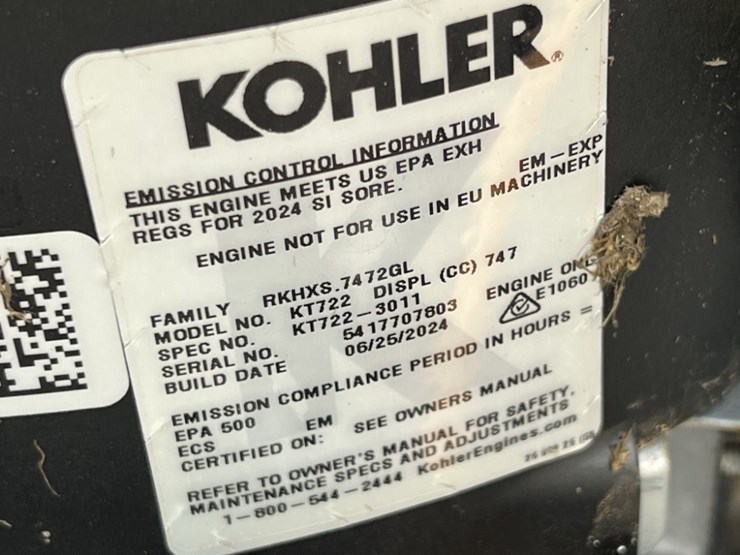 KOHLER®
EMISSION CONTROL INFORMATION
THIS ENGINE MEETS US EPA EXH
REGS FOR 2024 SI SORE.
EM-EXP
ENGINE NOT FOR USE IN EU MACHINERY
FAMILY RKHXS.7472GL
MODEL NO. KT722 DISPL (CC) 747
SPEC NO. KT722-3011
SERIAL NO. 5417707803 ENGINE
BUILD DATE 06/25/2024 E1060
EMISSION COMPLIANCE PERIOD IN HOURS =
EPA 500 EM
ECS
CERTIFIED ON: SEE OWNERS MANUAL
REFER TO OWNER'S MANUAL FOR SAFETY,
MAINTENANCE SPECS AND ADJUSTMENTS
1-800-544-2444 KohlerEngines.com